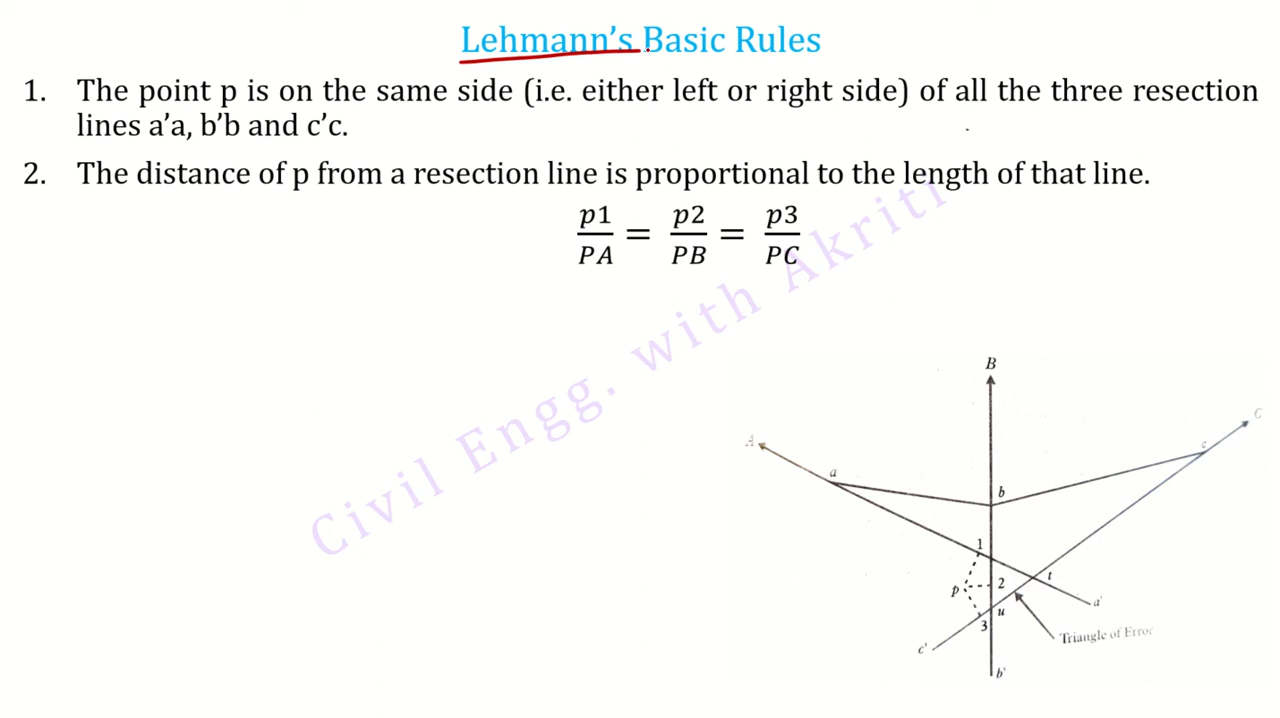 Lehmann’s Basic Rules
1. The point p is on the same side (i.e. either left or right side) of all the three resection
lines a’a, b’b and c’c.
2. The distance of p from a resection line is proportional to the length of that line.
p1/PA = p2/PB = p3/PC
Civil Engg. with Akriti
B
A
C
a
c
b
1
2
t
p
a'
u
3
Triangle of Error
c'
b'